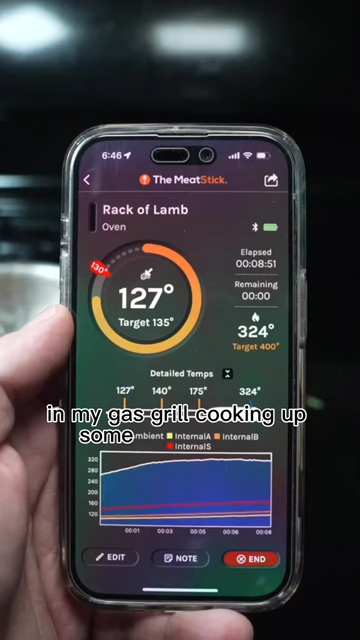 6:46
The MeatStick.
Rack of Lamb
Oven
130°
127°
Target 135°
Elapsed
00:08:51
Remaining
00:00
324°
Target 400°
Detailed Temps
127° 140° 175° 324°
in my gas grill cooking up
some
mbient InternalA InternalB
InternalS
320
280
240
200
160
120
00:01 00:03 00:05 00:06 00:08
EDIT
NOTE
END